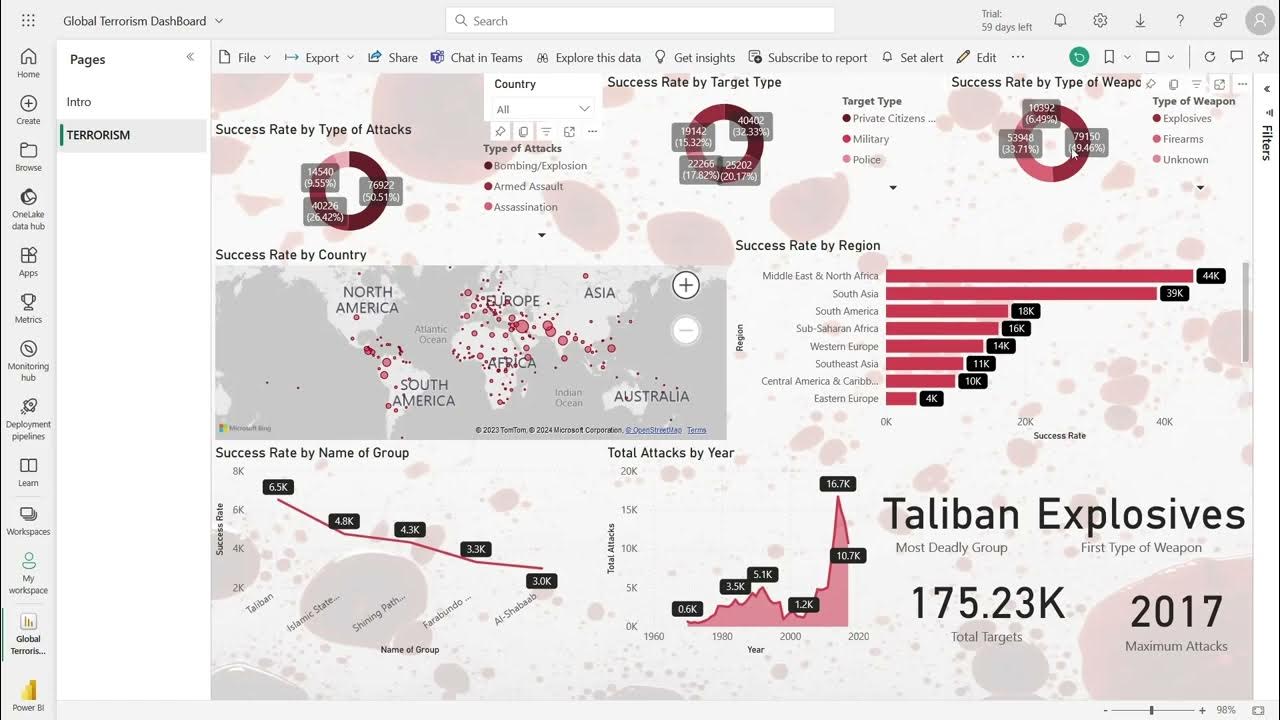 Global Terrorism DashBoard
Search
Trial:
59 days left
Home
Create
Browse
OneLake
data hub
Apps
Metrics
Monitoring
hub
Deployment
pipelines
Learn
Workspaces
My
workspace
Global
Terroris...
Power BI
Pages
Intro
TERRORISM
File
Export
Share
Chat in Teams
Explore this data
Get insights
Subscribe to report
Set alert
Edit
Filters
Country
All
Success Rate by Type of Attacks
14540
(9.55%)
76922
(50.51%)
40226
(26.42%)
Type of Attacks
Bombing/Explosion
Armed Assault
Assassination
Success Rate by Target Type
40402
(32.33%)
19142
(15.32%)
22266
(17.82%)
25202
(20.17%)
Target Type
Private Citizens ...
Military
Police
Success Rate by Type of Weapo
10392
(6.49%)
53948
(33.71%)
79150
(49.46%)
Type of Weapon
Explosives
Firearms
Unknown
Success Rate by Country
NORTH
AMERICA
EUROPE
ASIA
Atlantic
Ocean
AFRICA
SOUTH
AMERICA
Indian
Ocean
AUSTRALIA
Microsoft Bing
© 2023 TomTom, © 2024 Microsoft Corporation, © OpenStreetMap Terms
Success Rate by Region
Region
Middle East & North Africa 44K
South Asia 39K
South America 18K
Sub-Saharan Africa 16K
Western Europe 14K
Southeast Asia 11K
Central America & Caribb... 10K
Eastern Europe 4K
0K 20K 40K
Success Rate
Success Rate by Name of Group
Success Rate
8K
6K
4K
2K
6.5K
4.8K
4.3K
3.3K
3.0K
Taliban
Islamic State...
Shining Path...
Farabundo ...
Al-Shabaab
Name of Group
Total Attacks by Year
Total Attacks
20K
15K
10K
5K
0K
0.6K
3.5K
5.1K
1.2K
16.7K
10.7K
1960 1980 2000 2020
Year
Taliban
Most Deadly Group
Explosives
First Type of Weapon
175.23K
Total Targets
2017
Maximum Attacks
98%